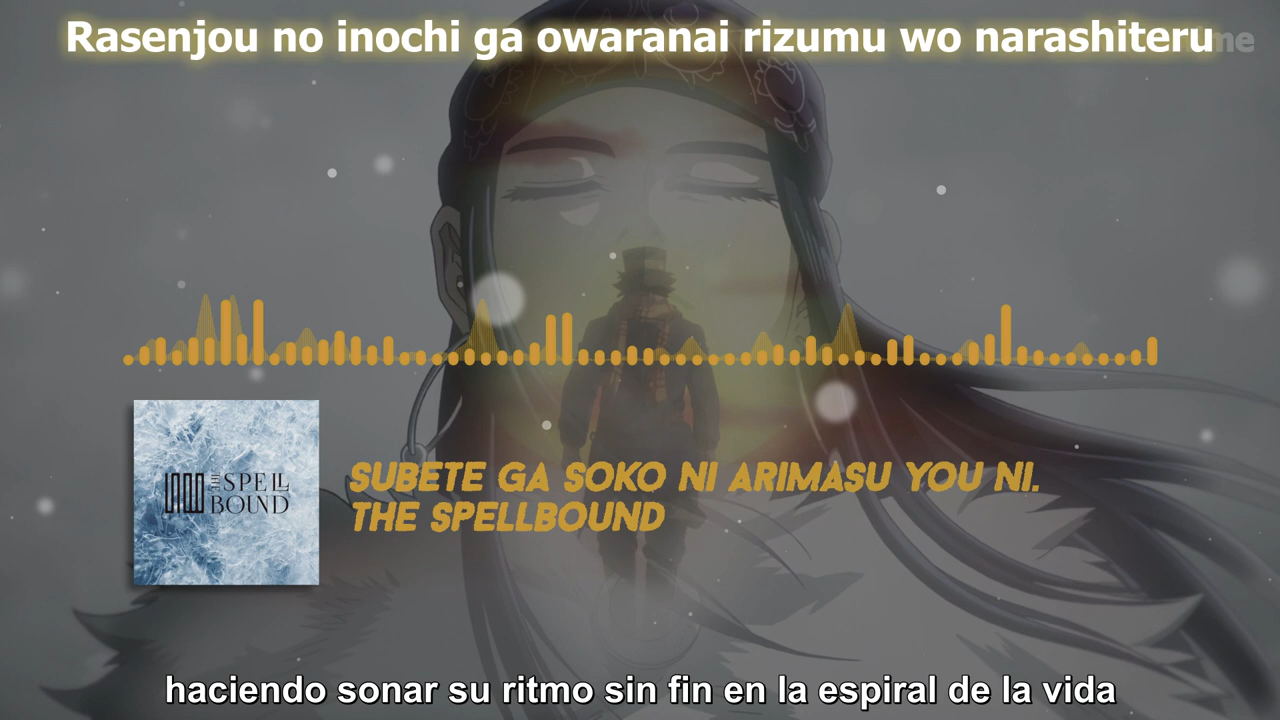 Rasenjou no inochi ga owaranai rizumu wo narashiteru
THE SPELL
BOUND
SUBETE GA SOKO NI ARIMASU YOU NI.
THE SPELLBOUND
haciendo sonar su ritmo sin fin en la espiral de la vida